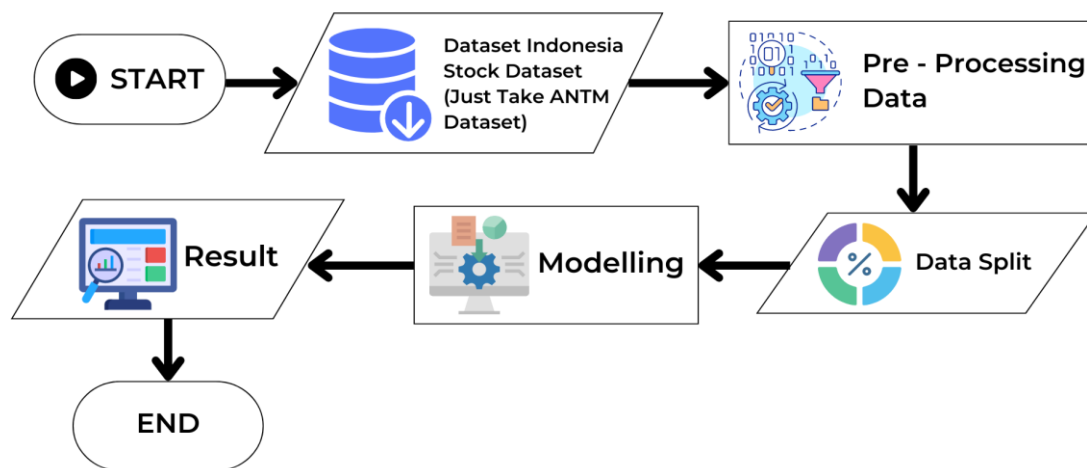 START
Dataset Indonesia
Stock Dataset
(Just Take ANTM
Dataset)
Pre - Processing
Data
Data Split
Modelling
Result
END